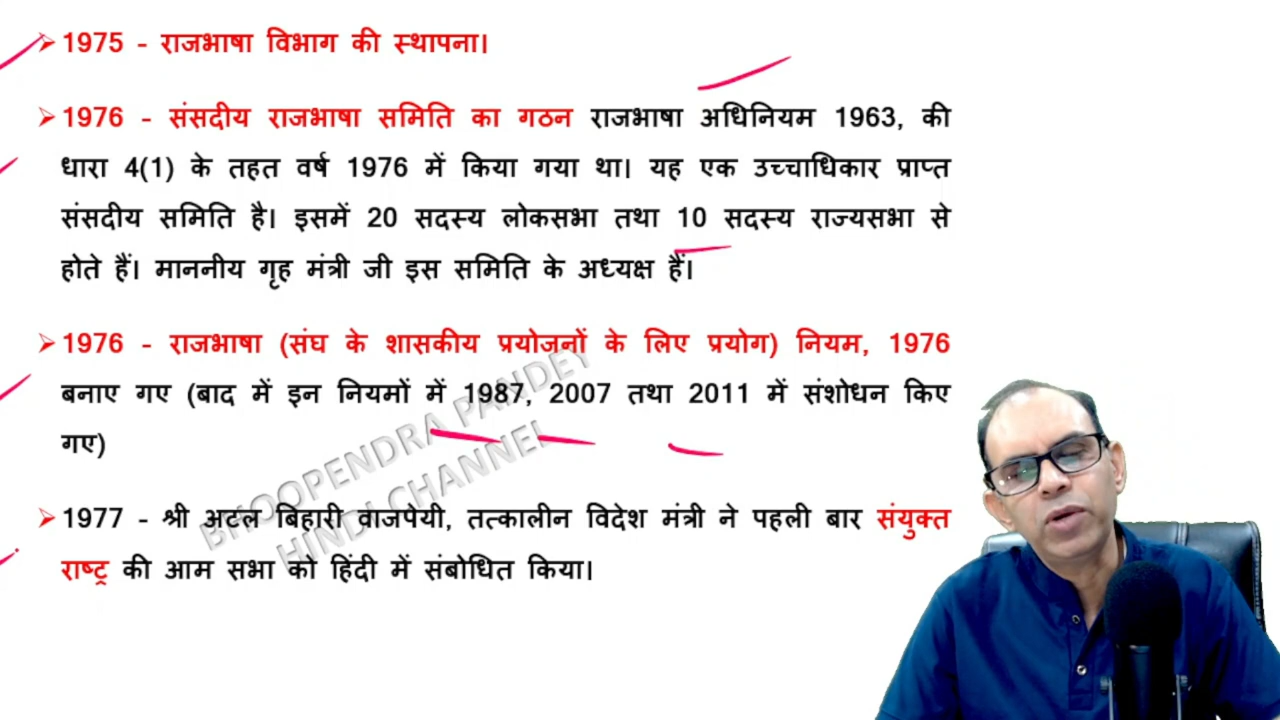 ➢ 1975 - राजभाषा विभाग की स्थापना।
➢ 1976 - संसदीय राजभाषा समिति का गठन राजभाषा अधिनियम 1963, की
धारा 4(1) के तहत वर्ष 1976 में किया गया था। यह एक उच्चाधिकार प्राप्त
संसदीय समिति है। इसमें 20 सदस्य लोकसभा तथा 10 सदस्य राज्यसभा से
होते हैं। माननीय गृह मंत्री जी इस समिति के अध्यक्ष हैं।
➢ 1976 - राजभाषा (संघ के शासकीय प्रयोजनों के लिए प्रयोग) नियम, 1976
बनाए गए (बाद में इन नियमों में 1987, 2007 तथा 2011 में संशोधन किए
गए)
➢ 1977 - श्री अटल बिहारी वाजपेयी, तत्कालीन विदेश मंत्री ने पहली बार संयुक्त
राष्ट्र की आम सभा को हिंदी में संबोधित किया।
BHOOPENDRA PANDEY
HINDI CHANNEL